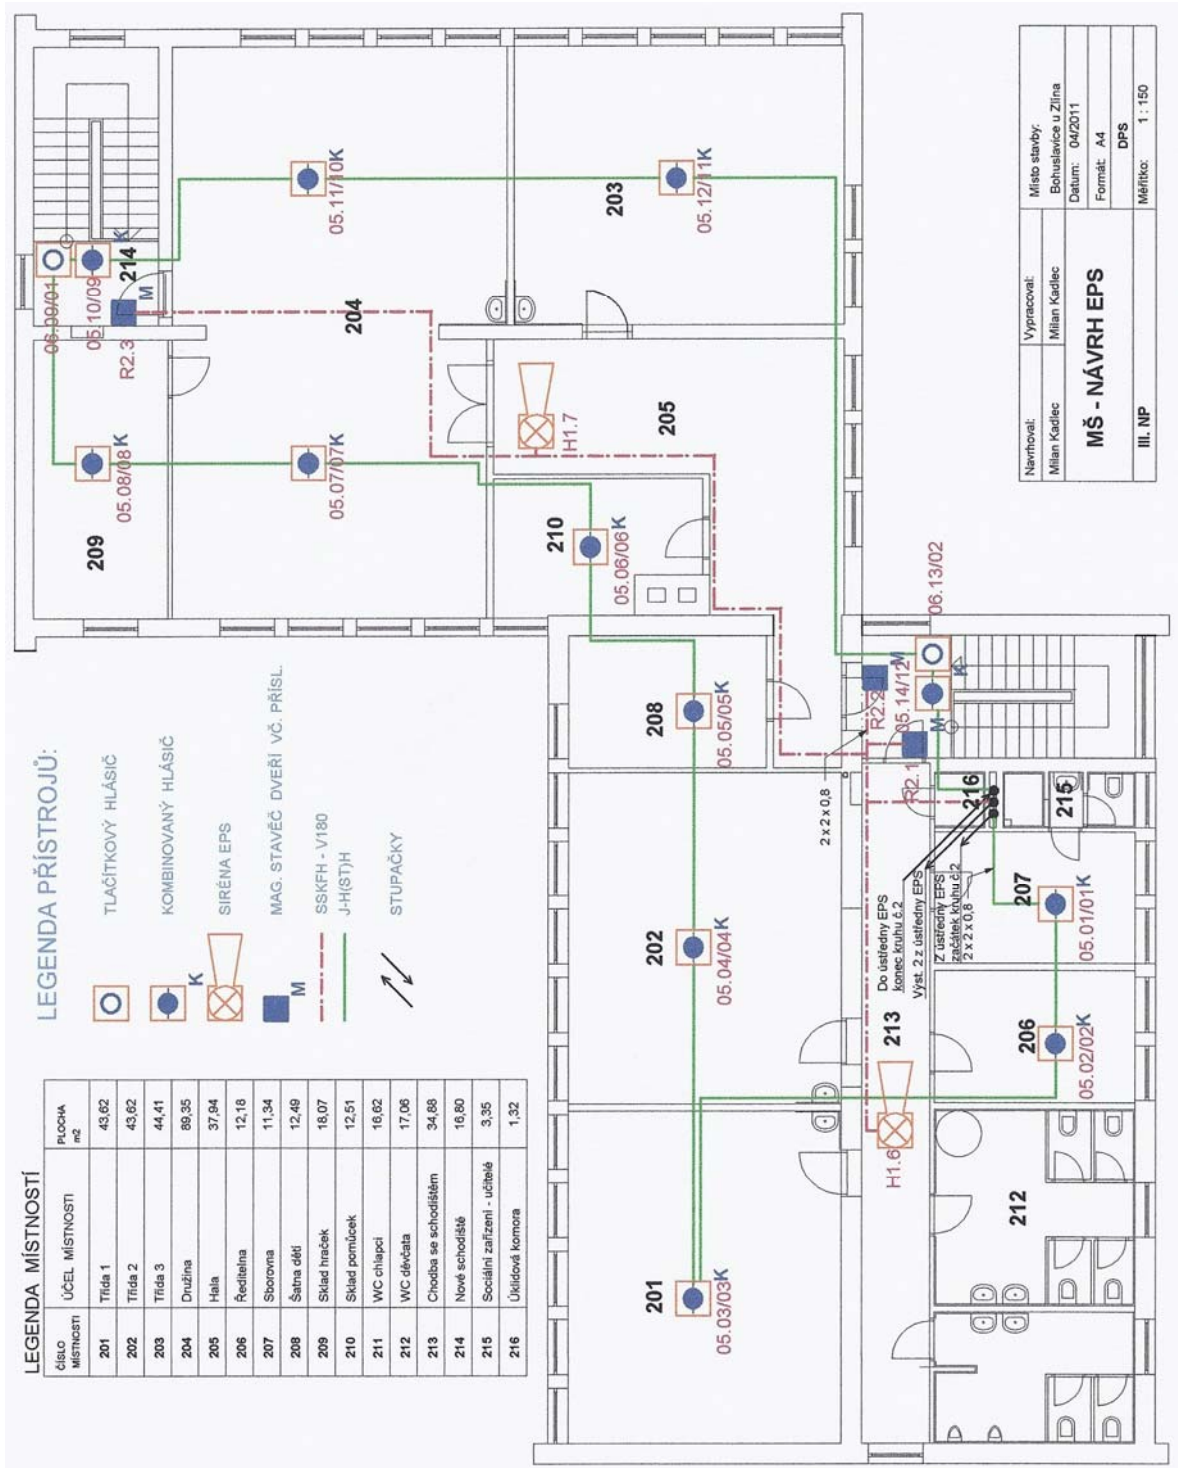 LEGENDA MÍSTNOSTÍ
ČÍSLO MÍSTNOSTI ÚČEL MÍSTNOSTI PLOCHA m2
201 Třída 1 43,62
202 Třída 2 43,62
203 Třída 3 44,41
204 Družina 89,35
205 Hala 37,94
206 Ředitelna 12,18
207 Sborovna 11,34
208 Šatna dětí 12,49
209 Sklad hraček 18,07
210 Sklad pomůcek 12,51
211 WC chlapci 16,62
212 WC děvčata 17,06
213 Chodba se schodištěm 34,88
214 Nové schodiště 16,80
215 Sociální zařízení - učitelé 3,35
216 Úklidová komora 1,32
LEGENDA PŘÍSTROJŮ:
TLAČÍTKOVÝ HLÁSIČ
K
KOMBINOVANÝ HLÁSIČ
SIRÉNA EPS
M
MAG. STAVĚČ DVEŘÍ VČ. PŘÍSL.
SSKFH - V180
J-H(ST)H
STUPAČKY
209
05.08/08 K
06.09/01
05.10/09 K
214
R2.3
M
05.07/07K
204
05.11/10K
203
05.12/11K
205
H1.7
210
05.06/06K
208
05.05/05K
202
05.04/04K
201
05.03/03K
2 x 2 x 0,8
R2.2
M
05.14/12
K
06.13/02
R2.1
M
216
215
Do ústředny EPS
konec kruhu č.2
Výst. 2 z ústředny EPS
Z ústředny EPS
začátek kruhu č.2
2 x 2 x 0,8
213
H1.6
207
05.01/01K
206
05.02/02K
212
Navrhoval: Vypracoval: Místo stavby:
Milan Kadlec Milan Kadlec Bohuslavice u Zlína
MŠ - NÁVRH EPS
Datum: 04/2011
Formát: A4
DPS
III. NP
Měřítko: 1 : 150